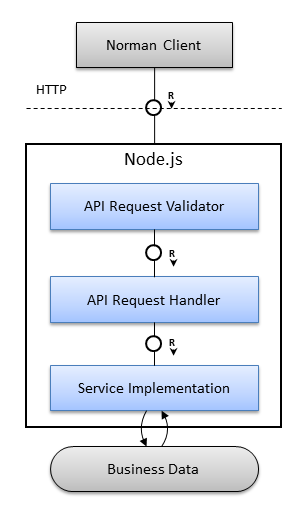 Norman Client
HTTP
R
Node.js
API Request Validator
R
API Request Handler
R
Service Implementation
Business Data